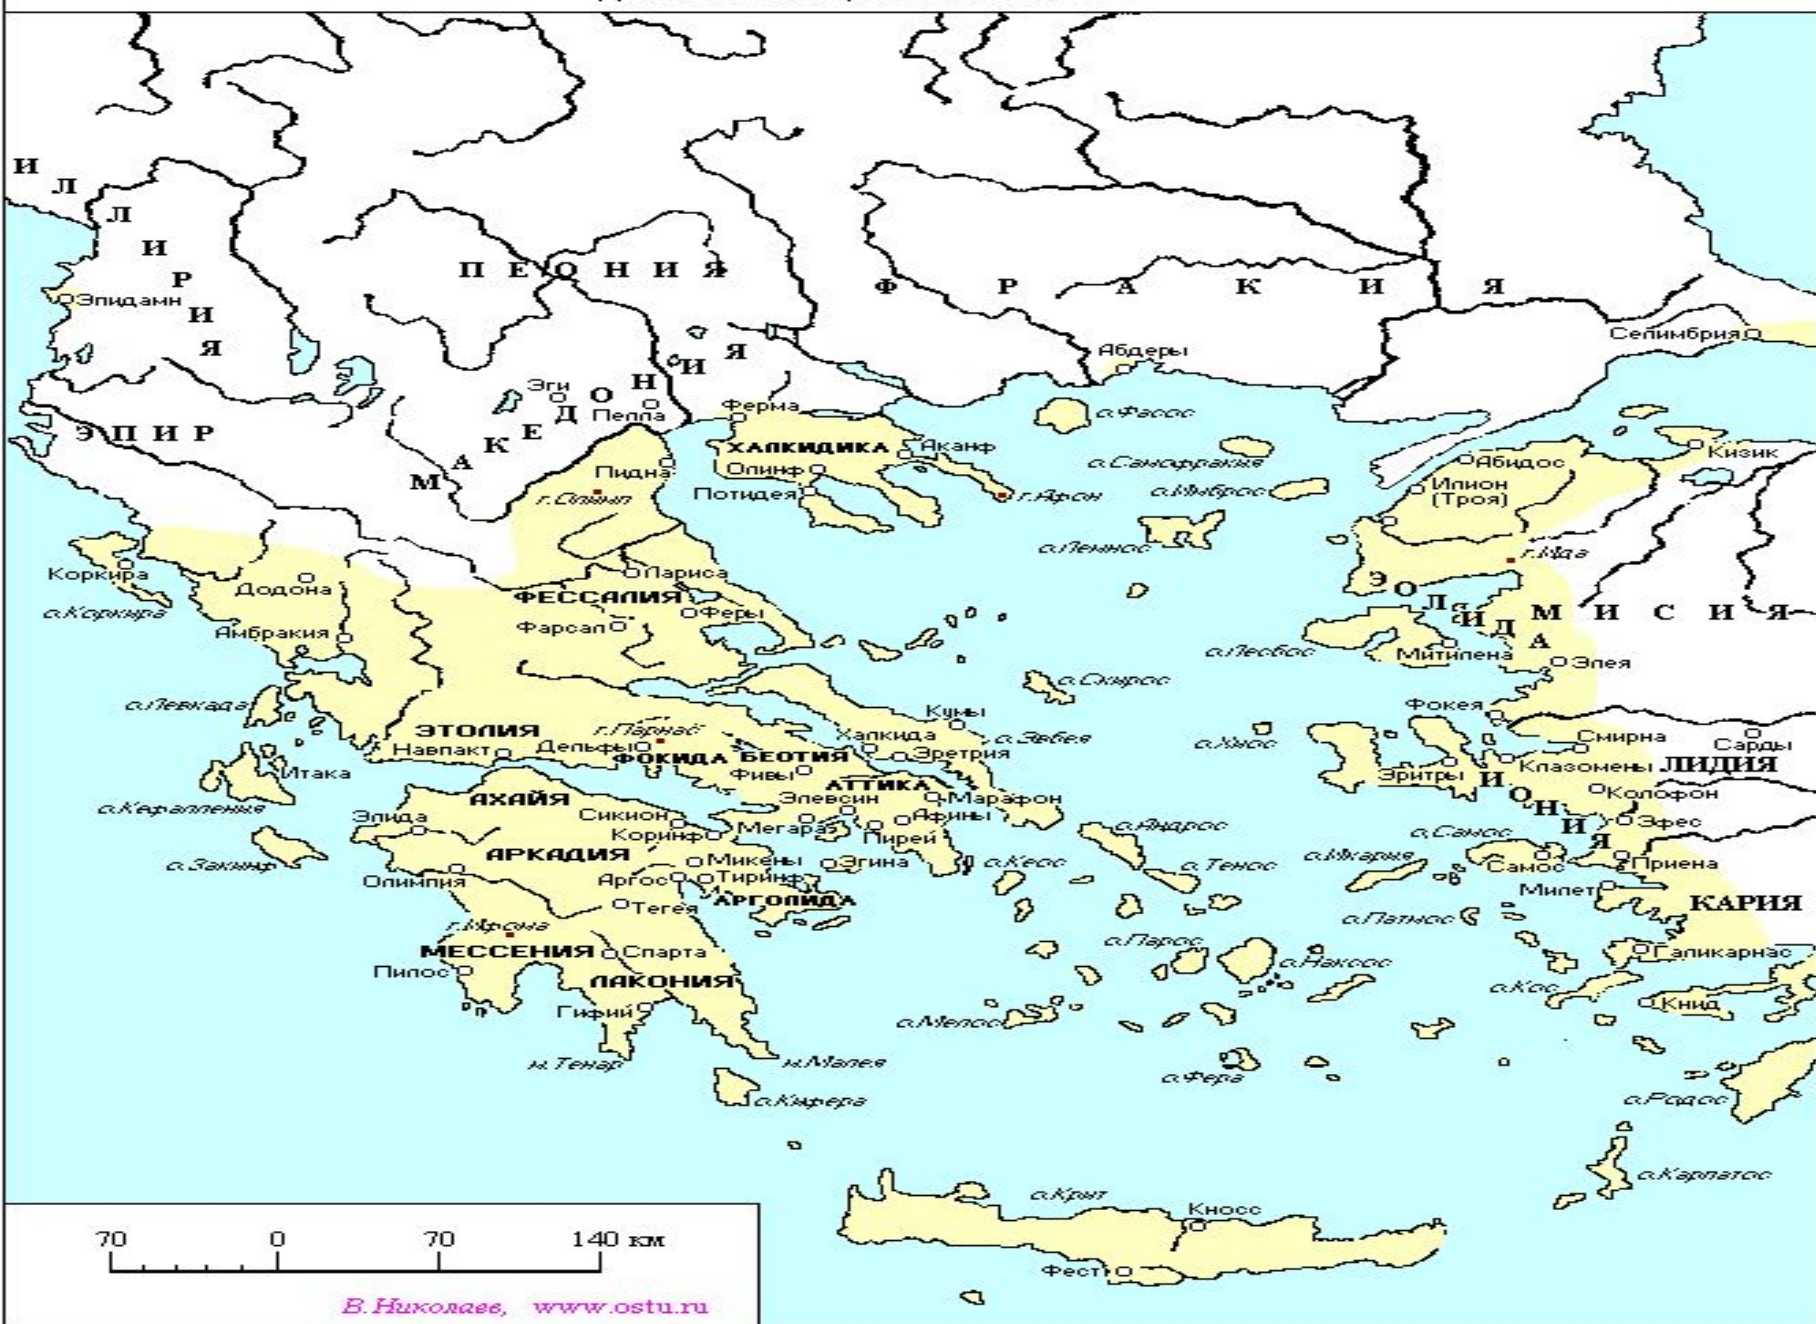 ИЛЛИРИЯ
ПЕОНИЯ
ФРАКИЯ
Эпидамн
Селимбрия
Абдеры
МАКЕДОНИЯ
Эги
Пелла
Ферма
о.Фасос
ЭПИР
ХАЛКИДИКА
Аканф
Кизик
Пидна
Олинф
о.Самофракия
Абидос
г.Олимп
Потидея
г.Афон
о.Имброс
Илион
(Троя)
о.Лемнос
г.Ида
Коркира
Додона
Лариса
о.Коркира
ФЕССАЛИЯ
Феры
ЭОЛИДА
МИСИЯ
Амбракия
Фарсал
о.Лесбос
Митилена
Элея
о.Скирос
о.Левкада
Кумы
Фокея
ЭТОЛИЯ
г.Парнас
Халкида
о.Эвбея
о.Хиос
Смирна
Сарды
Навпакт
Дельфы
ФОКИДА
БЕОТИЯ
Эретрия
Итака
Фивы
Эритры
Клазомены
ЛИДИЯ
АТТИКА
ИОНИЯ
о.Кефалления
АХАЙЯ
Элевсин
Марафон
Колофон
Элида
Сикион
Мегара
Афины
о.Андрос
Эфес
Коринф
Пирей
о.Самос
о.Закинф
АРКАДИЯ
Микены
Эгина
о.Кеос
о.Тенос
о.Икария
Самос
Приена
Олимпия
Аргос
Тиринф
Милет
АРГОЛИДА
КАРИЯ
Тегея
о.Патмос
г.Ифома
МЕССЕНИЯ
Спарта
о.Парос
о.Наксос
Галикарнас
Пилос
ЛАКОНИЯ
о.Кос
Гифий
о.Мелос
Книд
м.Тенар
м.Малея
о.Фера
о.Кифера
о.Родос
о.Карпатос
о.Крит
Кносс
Фест
70 0 70 140 км
В.Николаев, www.ostu.ru